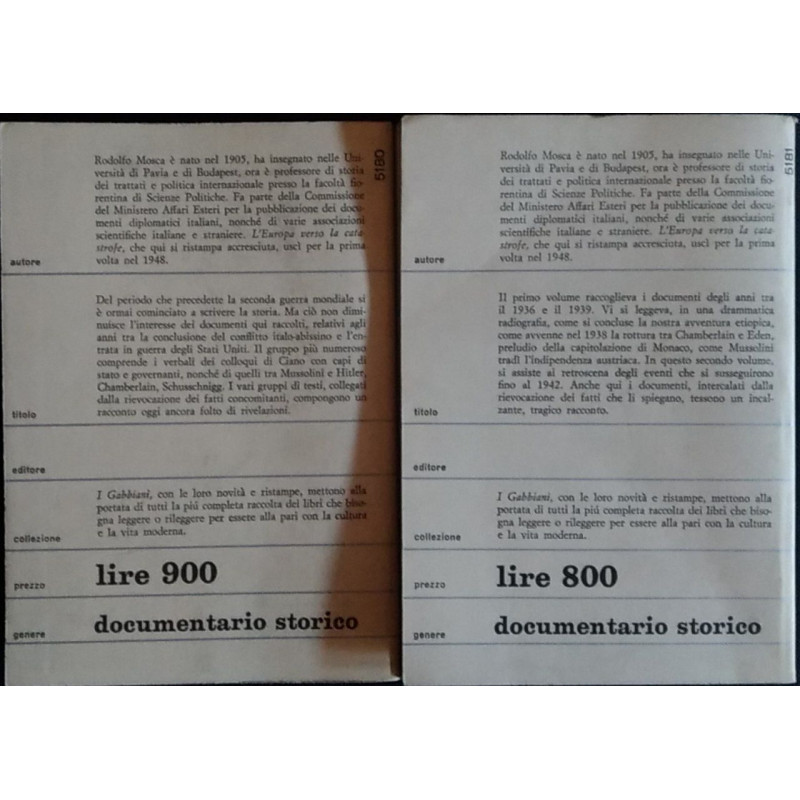 5180
Rodolfo Mosca è nato nel 1905, ha insegnato nelle Uni-
versità di Pavia e di Budapest, ora è professore di storia
dei trattati e politica internazionale presso la facoltà fio-
rentina di Scienze Politiche. Fa parte della Commissione
del Ministero Affari Esteri per la pubblicazione dei docu-
menti diplomatici italiani, nonché di varie associazioni
scientifiche italiane e straniere. L'Europa verso la cata-
strofe, che qui si ristampa accresciuta, uscì per la prima
volta nel 1948.
autore
Del periodo che precedette la seconda guerra mondiale si
è ormai cominciato a scrivere la storia. Ma ciò non dimi-
nuisce l'interesse dei documenti qui raccolti, relativi agli
anni tra la conclusione del conflitto italo-abissino e l'en-
trata in guerra degli Stati Uniti. Il gruppo più numeroso
comprende i verbali dei colloqui di Ciano con capi di
stato e governanti, nonché di quelli tra Mussolini e Hitler,
Chamberlain, Schusschnigg. I vari gruppi di testi, collegati
dalla rievocazione dei fatti concomitanti, compongono un
racconto oggi ancora folto di rivelazioni.
titolo
editore
I Gabbiani, con le loro novità e ristampe, mettono alla
portata di tutti la piú completa raccolta dei libri che biso-
gna leggere o rileggere per essere alla pari con la cultura
e la vita moderna.
collezione
prezzo
lire 900
genere
documentario storico
5181
Rodolfo Mosca è nato nel 1905, ha insegnato nelle Uni-
versità di Pavia e di Budapest, ora è professore di storia
dei trattati e politica internazionale presso la facoltà fio-
rentina di Scienze Politiche. Fa parte della Commissione
del Ministero Affari Esteri per la pubblicazione dei docu-
menti diplomatici italiani, nonché di varie associazioni
scientifiche italiane e straniere. L'Europa verso la cata-
strofe, che qui si ristampa accresciuta, uscì per la prima
volta nel 1948.
autore
Il primo volume raccoglieva i documenti degli anni tra
il 1936 e il 1939. Vi si leggeva, in una drammatica
radiografia, come si concluse la nostra avventura etiopica,
come avvenne nel 1938 la rottura tra Chamberlain e Eden,
preludio della capitolazione di Monaco, come Mussolini
tradì l'indipendenza austriaca. In questo secondo volume,
si assiste ai retroscena degli eventi che si susseguirono
fino al 1942. Anche qui i documenti, intercalati dalla
rievocazione dei fatti che li spiegano, tessono un incal-
zante, tragico racconto.
titolo
editore
I Gabbiani, con le loro novità e ristampe, mettono alla
portata di tutti la piú completa raccolta dei libri che biso-
gna leggere o rileggere per essere alla pari con la cultura
e la vita moderna.
collezione
prezzo
lire 800
genere
documentario storico